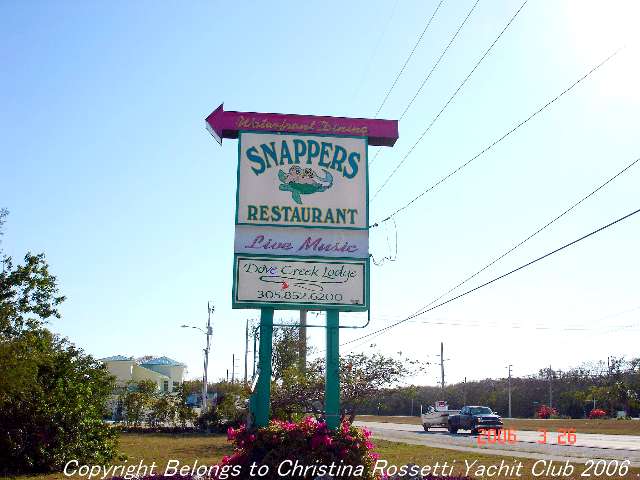 Waterfront Dining
SNAPPERS
RESTAURANT
Live Music
Dove Creek Lodge
305.852.6200
2006 3 26
Copyright Belongs to Christina Rossetti Yacht Club 2006